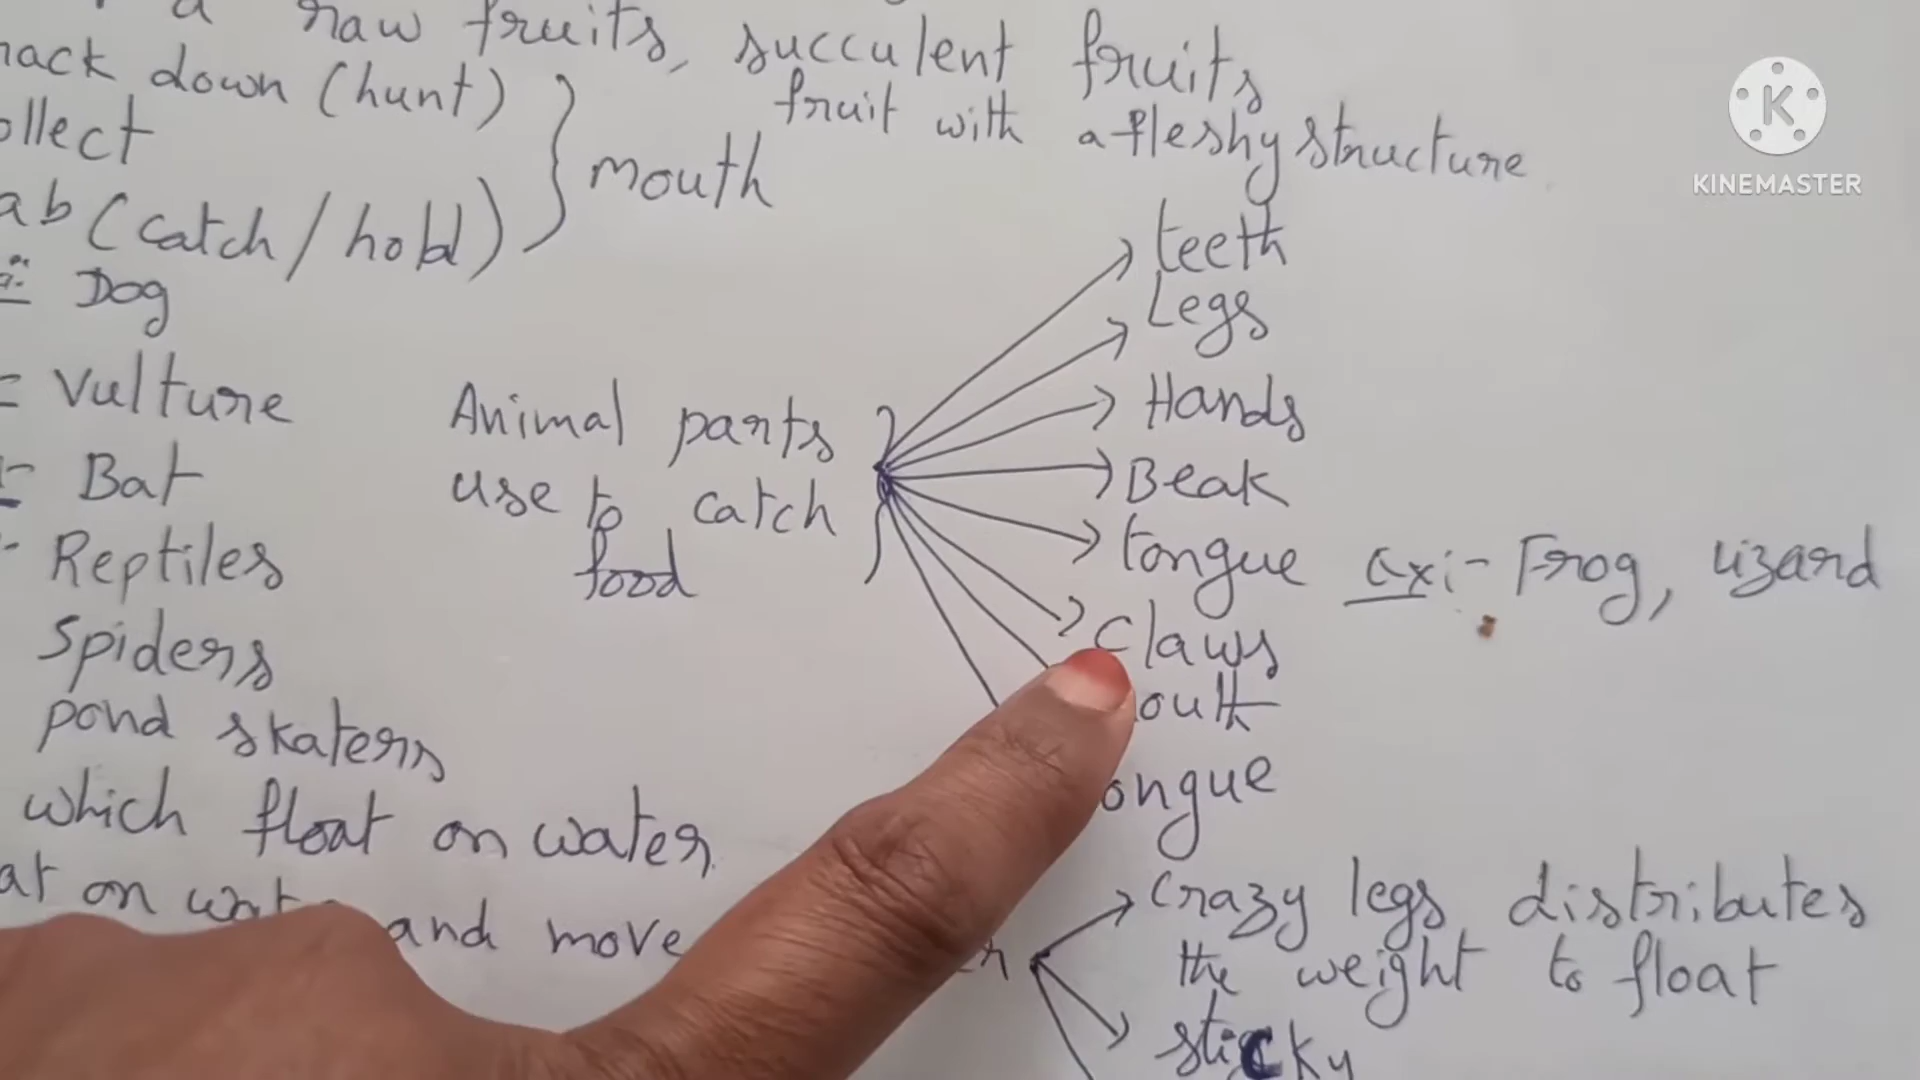 a raw fruits, succulent fruits
fruit with a fleshy structure
down (hunt)
(catch / hold)
mouth
KINEMASTER
Dog
Vulture
Bat
Reptiles
Spiders
pond skaters
which float on water
on and move
Animal parts
use to catch
food
teeth
Legs
Hands
Beak
tongue Ex:- Frog, Lizard
Claws
crazy legs distributes
the weight to float
sticky